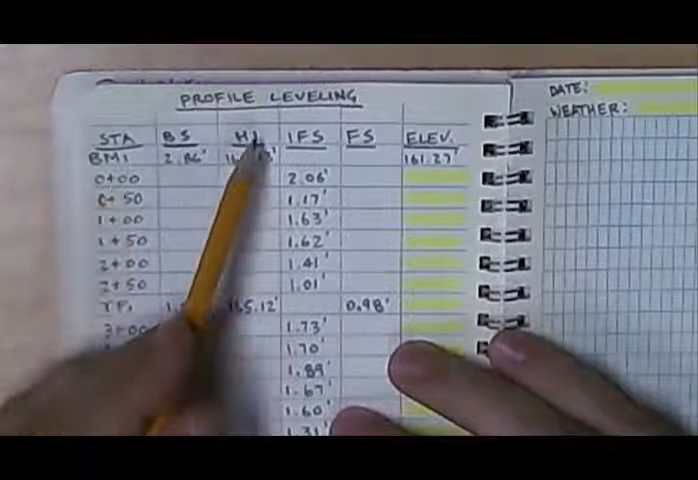 PROFILE LEVELING
DATE:
WEATHER:
STA BS HI IFS FS ELEV.
BM1 2.86' 161.27'
0+00 2.06'
0+50 1.17'
1+00 1.63'
1+50 1.62'
2+00 1.41'
2+50 1.01'
TP1 0.98'
3+00 1.73'
1.70'
1.89'
1.67'
1.60'
1.31'